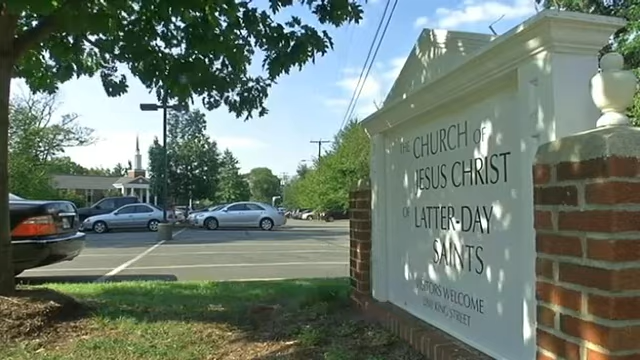 THE CHURCH OF
JESUS CHRIST
OF LATTER-DAY
SAINTS
VISITORS WELCOME
KING STREET